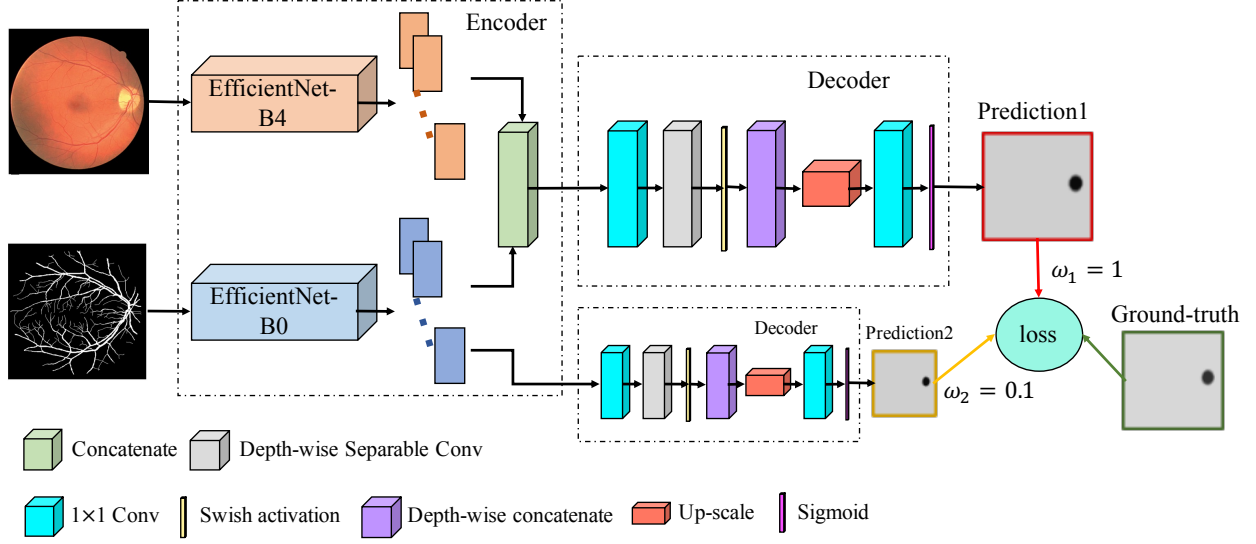 Encoder
EfficientNet-
B4
Decoder
Prediction1
EfficientNet-
B0
ω₁ = 1
Ground-truth
loss
Decoder
Prediction2
ω₂ = 0.1
Concatenate
Depth-wise Separable Conv
1×1 Conv
Swish activation
Depth-wise concatenate
Up-scale
Sigmoid